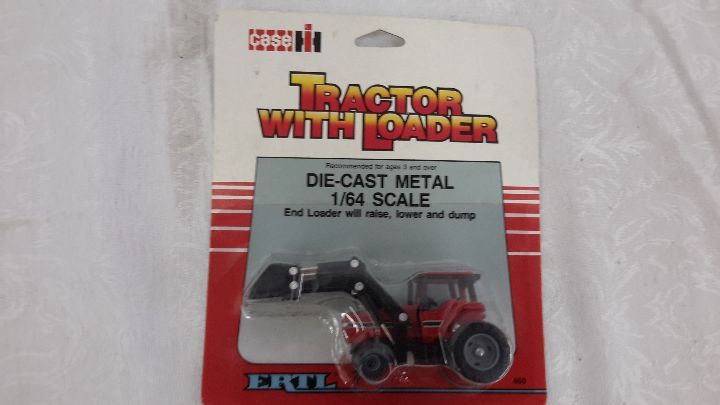 case IH
TRACTOR
WITH LOADER
Recommended for ages 3 and over
DIE-CAST METAL
1/64 SCALE
End Loader will raise, lower and dump
ERTL
460